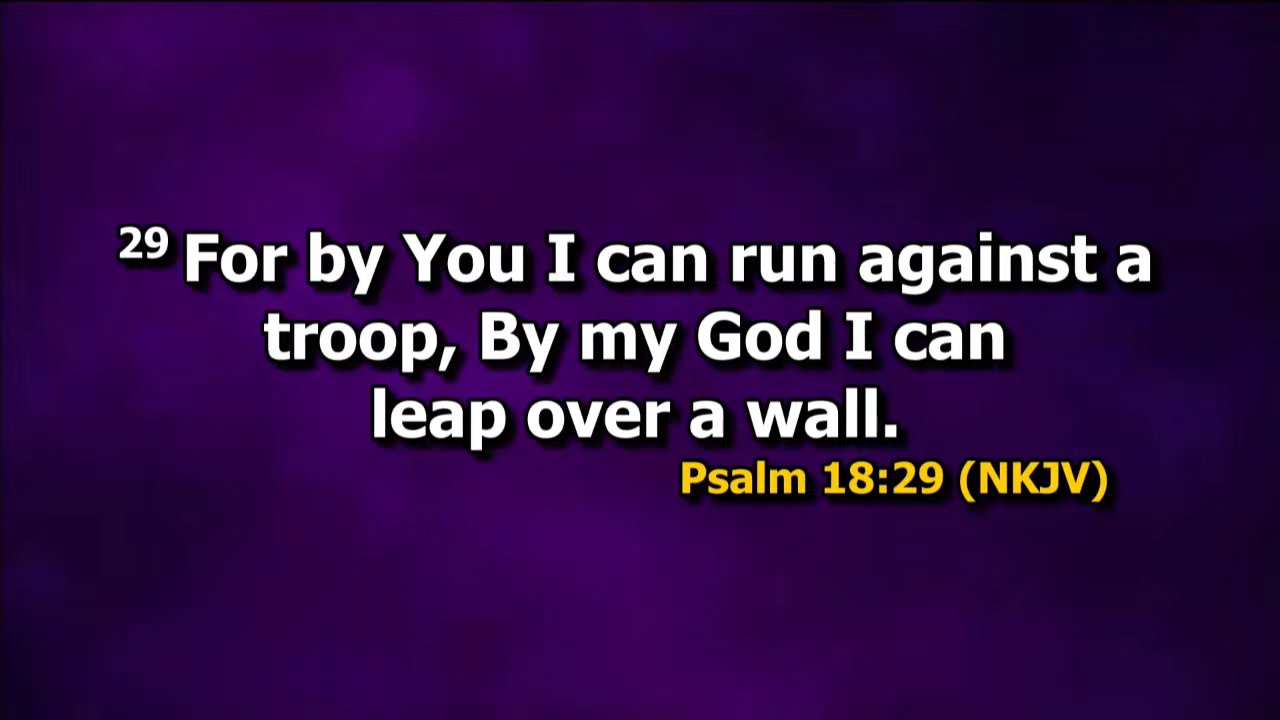 29 For by You I can run against a
troop, By my God I can
leap over a wall.
Psalm 18:29 (NKJV)